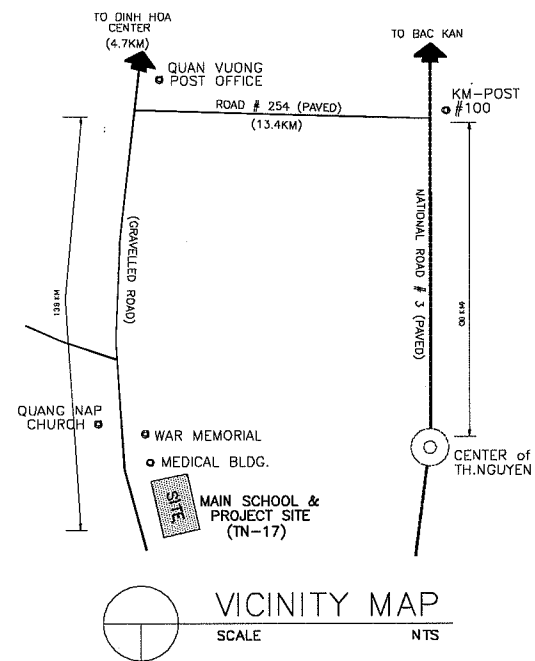 TO DINH HOA
CENTER
(4.7KM)
TO BAC KAN
QUAN VUONG
POST OFFICE
KM-POST
#100
ROAD # 254 (PAVED)
(13.4KM)
(GRAVELLED ROAD)
NATIONAL ROAD # 3 (PAVED)
QUANG NAP
CHURCH
WAR MEMORIAL
MEDICAL BLDG.
CENTER of
TH.NGUYEN
SITE
MAIN SCHOOL &
PROJECT SITE
(TN-17)
VICINITY MAP
SCALE NTS